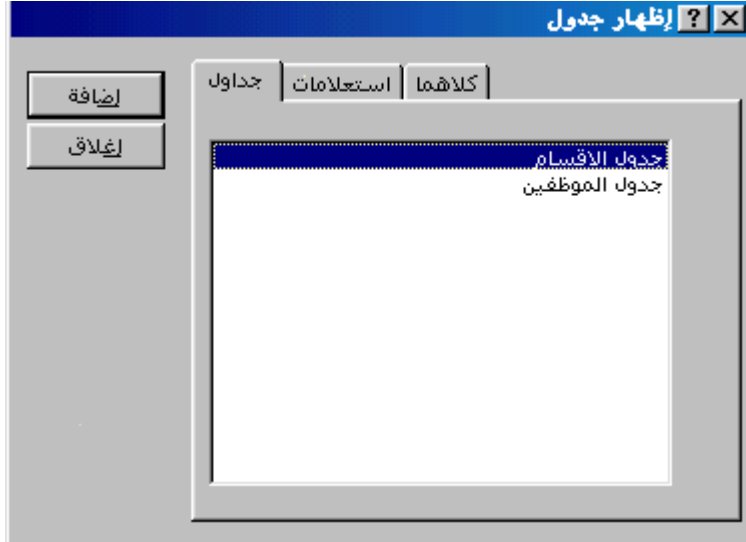 إظهار جدول
جداول استعلامات كلاهما
إضافة
إغلاق
جدول الاقسام
جدول الموظفين